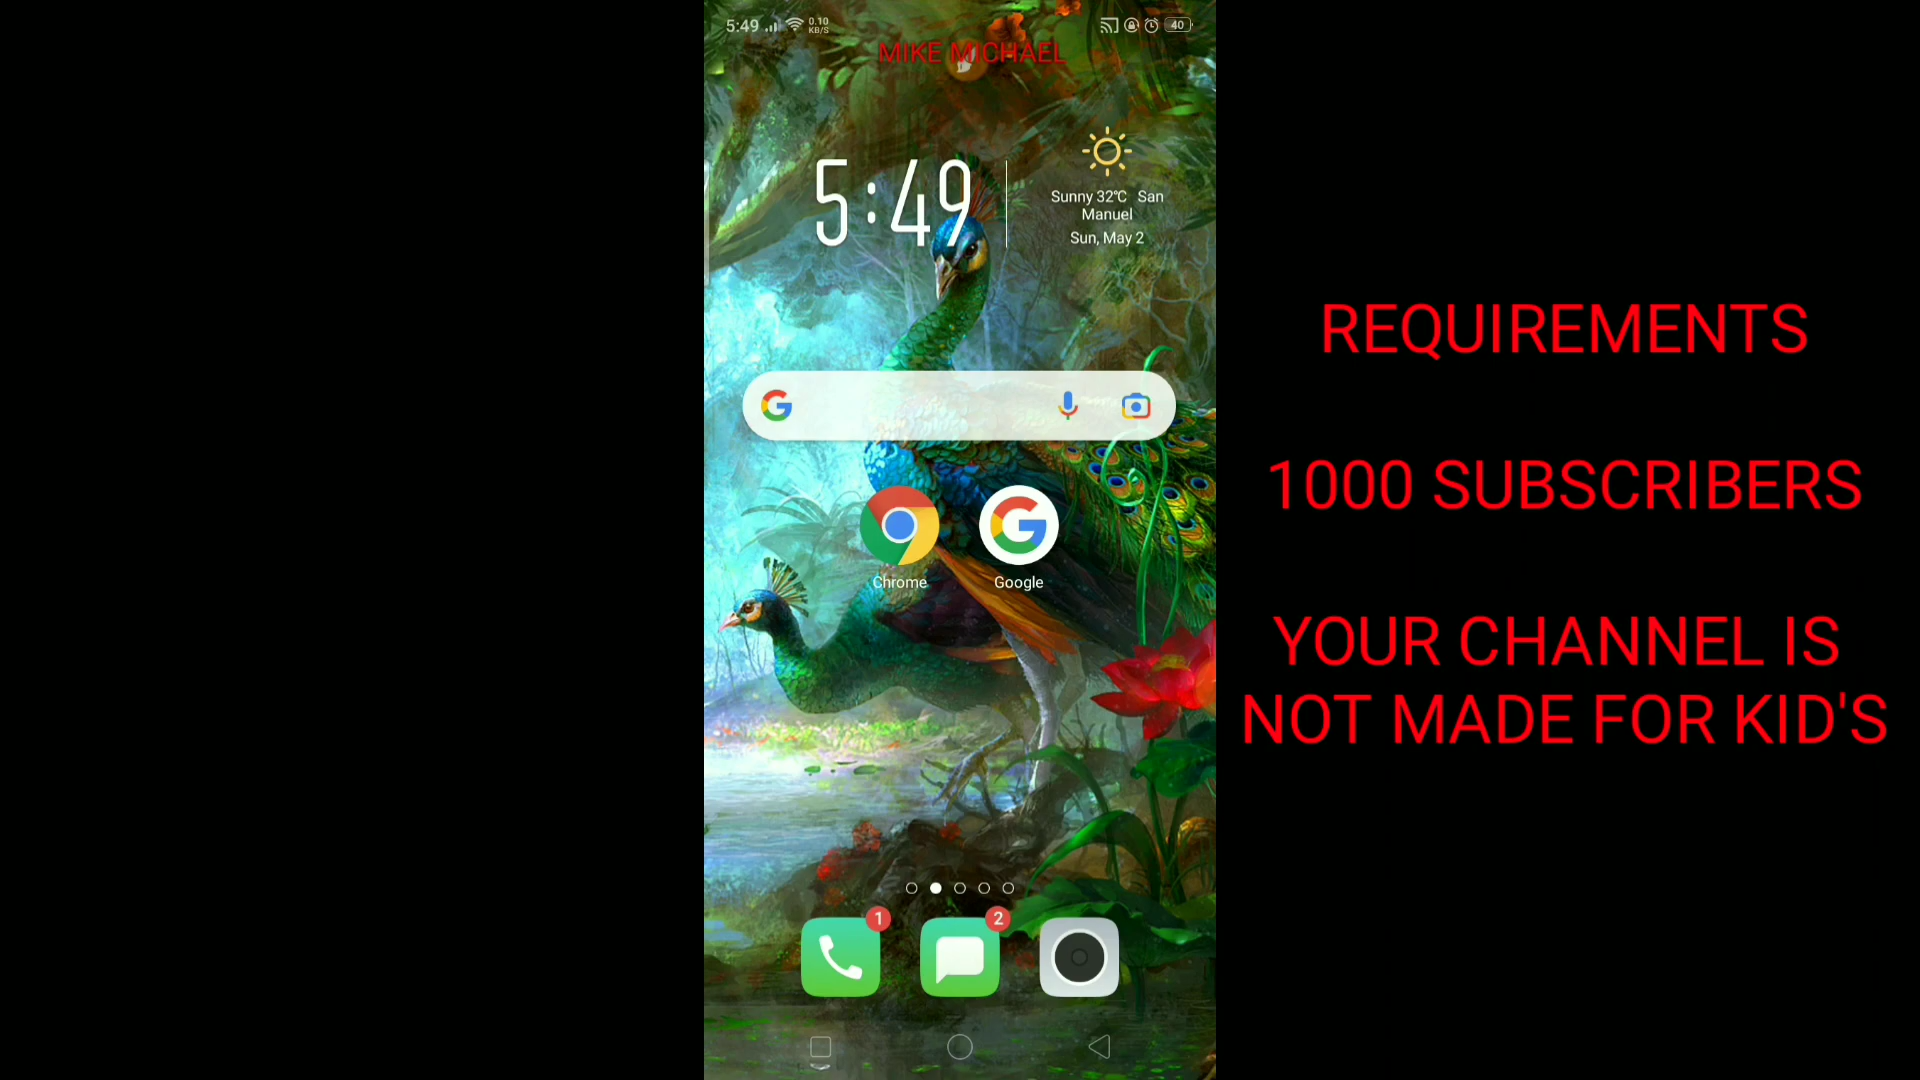 5:49
0.10
KB/S
40
MIKE MICHAEL
5:49
Sunny 32℃ San
Manuel
Sun, May 2
Chrome
Google
1
2
REQUIREMENTS
1000 SUBSCRIBERS
YOUR CHANNEL IS
NOT MADE FOR KID'S